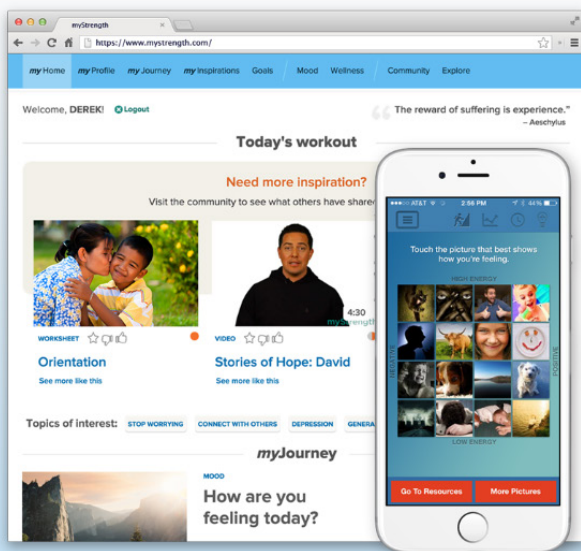 myStrength
https://www.mystrength.com/
my Home my Profile my Journey my Inspirations Goals Mood Wellness Community Explore
Welcome, DEREK! Logout
The reward of suffering is experience."
– Aeschylus
Today's workout
Need more inspiration?
Visit the community to see what others have share
4:30
myStrength
WORKSHEET
VIDEO
Orientation
Stories of Hope: David
See more like this
See more like this
Topics of interest: STOP WORRYING CONNECT WITH OTHERS DEPRESSION GENERA
myJourney
MOOD
How are you
feeling today?
AT&T 2:56 PM 44%
Touch the picture that best shows
how you're feeling.
HIGH ENERGY
NEGATIVE
POSITIVE
LOW ENERGY
Go To Resources More Pictures